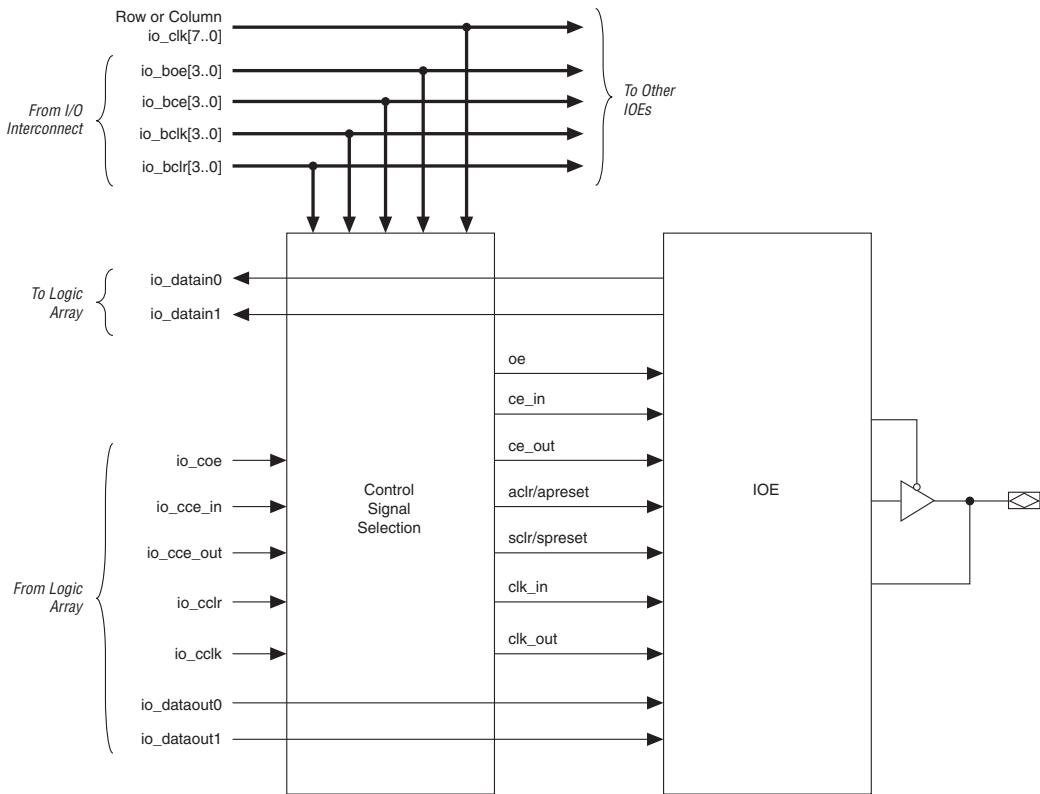 Row or Column
io_clk[7..0]
io_boe[3..0]
From I/O
Interconnect
io_bce[3..0]
io_bclk[3..0]
io_bclr[3..0]
To Other
IOEs
To Logic
Array
io_datain0
io_datain1
oe
ce_in
ce_out
aclr/apreset
sclr/spreset
clk_in
clk_out
From Logic
Array
io_coe
io_cce_in
io_cce_out
io_cclr
io_cclk
io_dataout0
io_dataout1
Control
Signal
Selection
IOE